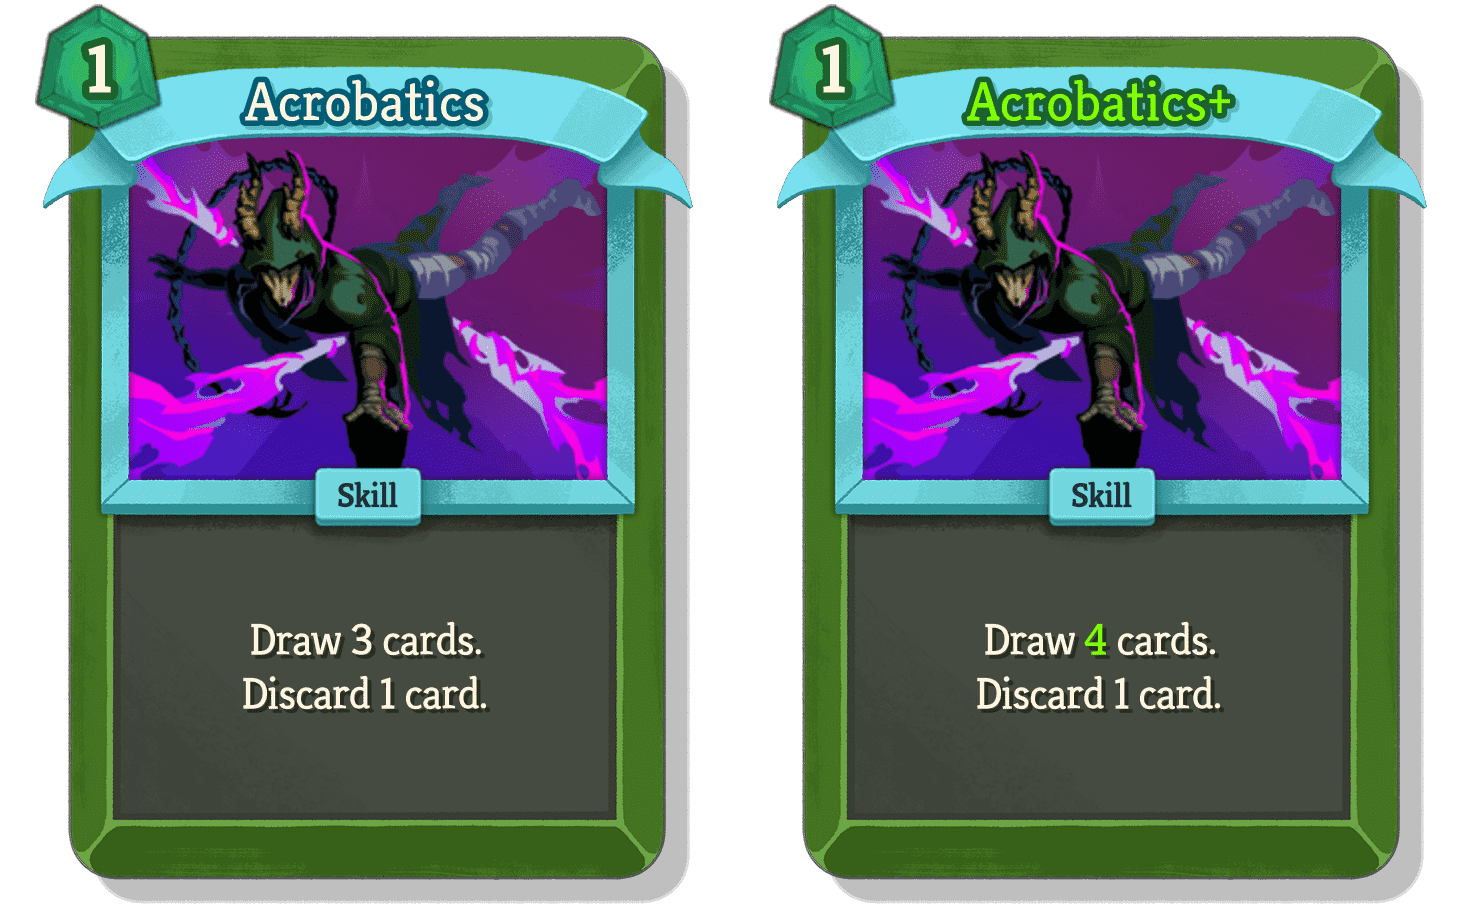 1
Acrobatics
Skill
Draw 3 cards.
Discard 1 card.
1
Acrobatics+
Skill
Draw 4 cards.
Discard 1 card.